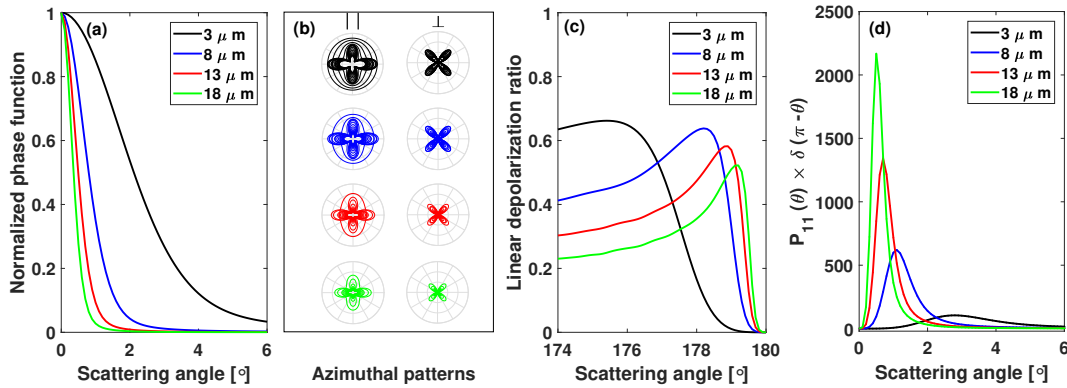 (a)
3 μ m
8 μ m
13 μ m
18 μ m
Normalized phase function
1
0.8
0.6
0.4
0.2
0
0 2 4 6
Scattering angle [°]
(b)
|| ⊥
Azimuthal patterns
(c)
3 μ m
8 μ m
13 μ m
18 μ m
Linear depolarization ratio
1
0.8
0.6
0.4
0.2
0
174 176 178 180
Scattering angle [°]
(d)
3 μ m
8 μ m
13 μ m
18 μ m
P₁₁ (θ) × δ (π -θ)
2500
2000
1500
1000
500
0
0 2 4 6
Scattering angle [°]